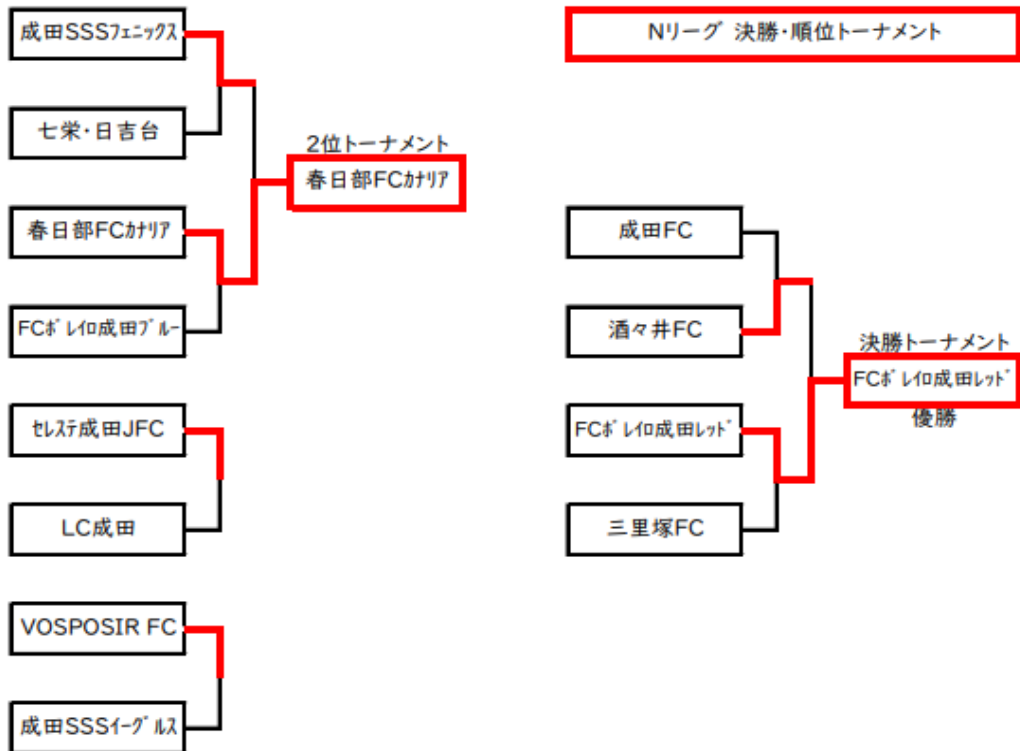 成田SSSﾌｪﾆｯｸｽ
七栄・日吉台
2位トーナメント
春日部FCｶﾅﾘｱ
春日部FCｶﾅﾘｱ
FCﾎﾞﾚｲﾛ成田ﾌﾞﾙｰ
ｾﾚｽﾃ成田JFC
LC成田
VOSPOSIR FC
成田SSSｲｰｸﾞﾙｽ
Nリーグ 決勝・順位トーナメント
成田FC
酒々井FC
決勝トーナメント
FCﾎﾞﾚｲﾛ成田ﾚｯﾄﾞ
優勝
FCﾎﾞﾚｲﾛ成田ﾚｯﾄﾞ
三里塚FC